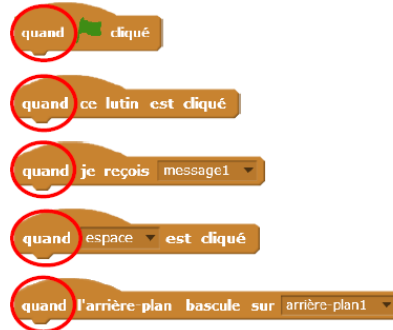 quand cliqué
quand ce lutin est cliqué
quand je reçois message1
quand espace est cliqué
quand l'arrière-plan bascule sur arrière-plan1